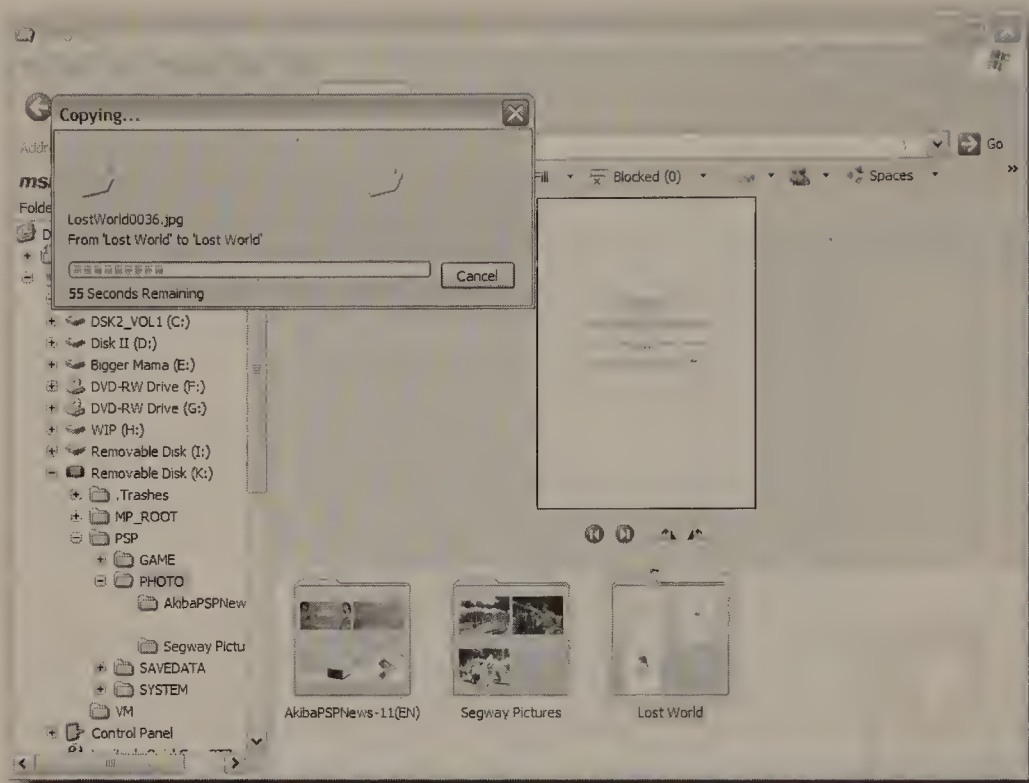 Copying...
LostWorld0036.jpg
From 'Lost World' to 'Lost World'
Cancel
55 Seconds Remaining
Go
Blocked (0)
Spaces
»
DSK2_VOL1 (C:)
Disk II (D:)
Bigger Mama (E:)
DVD-RW Drive (F:)
DVD-RW Drive (G:)
WIP (H:)
Removable Disk (I:)
Removable Disk (K:)
.Trashes
MP_ROOT
PSP
GAME
PHOTO
AkibaPSPNew
Segway Pictu
SAVEDATA
SYSTEM
VM
Control Panel
AkibaPSPNews-11(EN)
Segway Pictures
Lost World